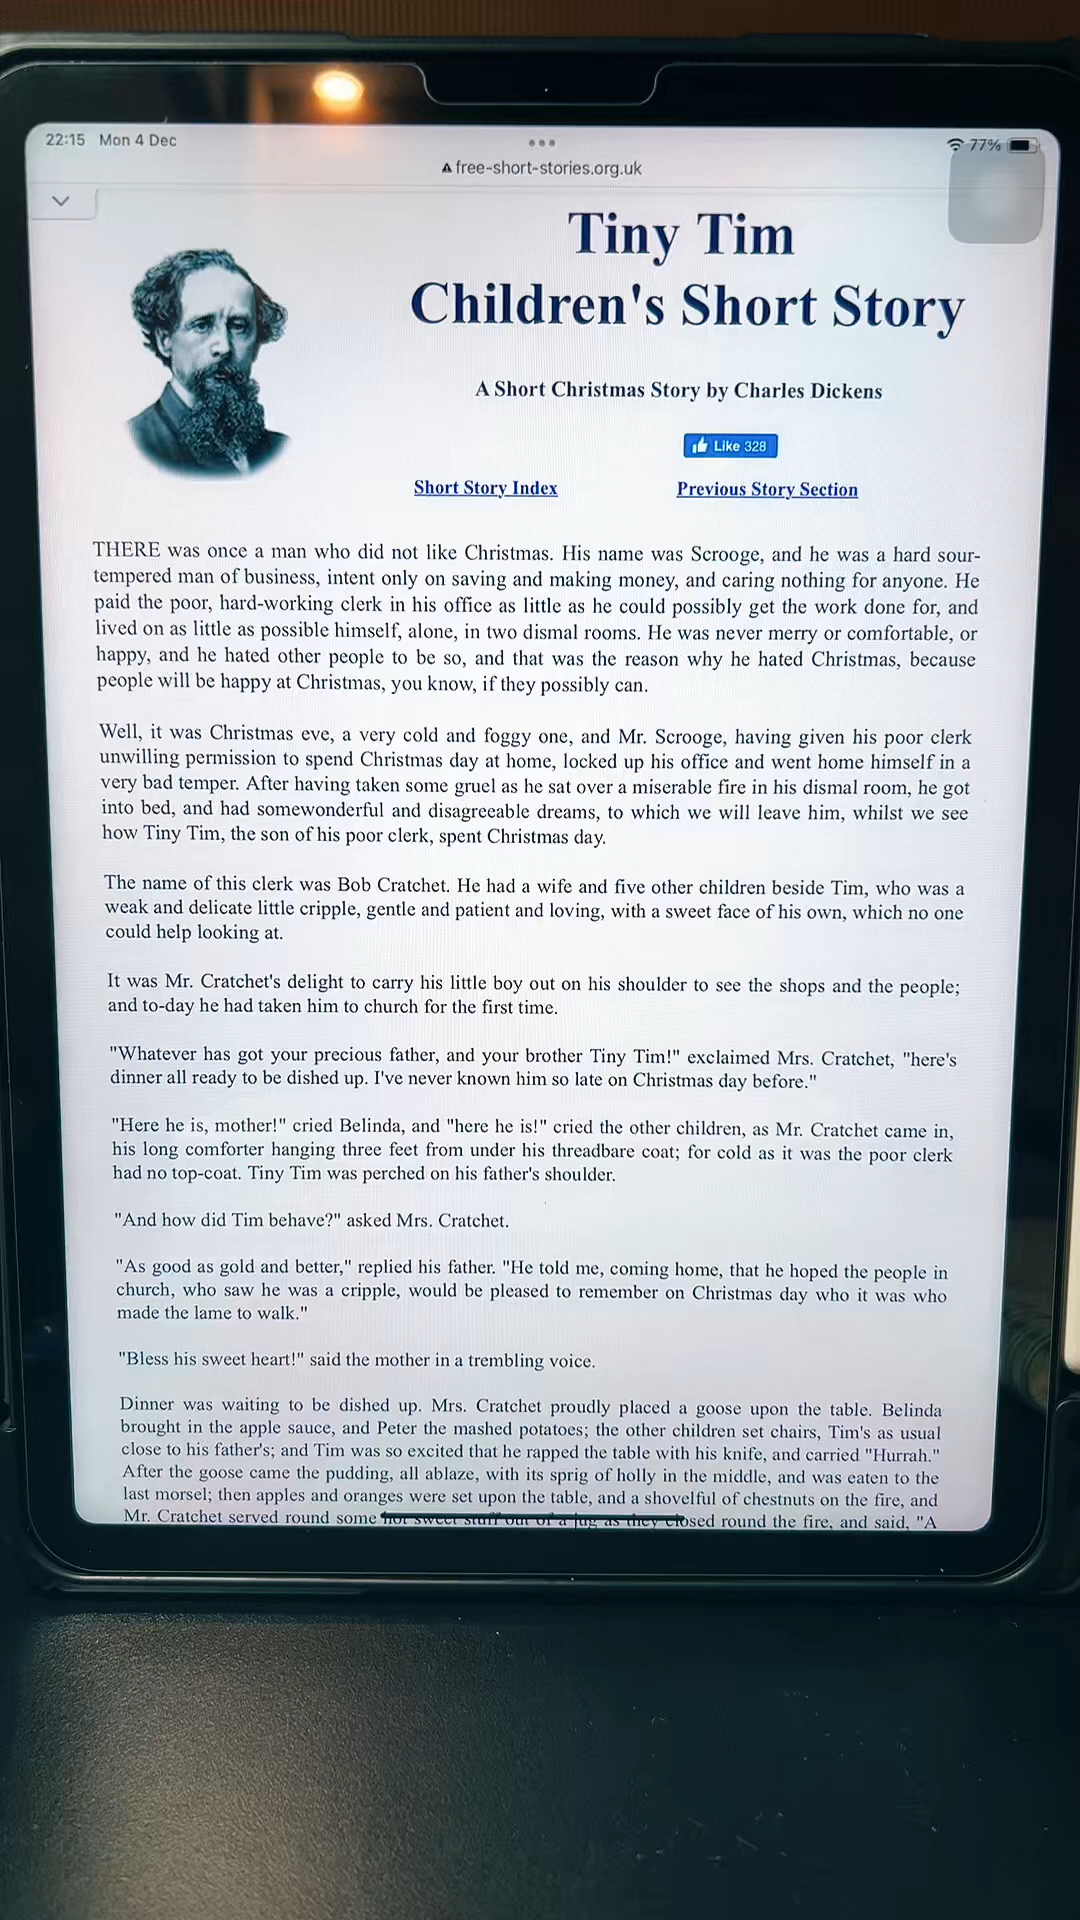 22:15 Mon 4 Dec
77%
free-short-stories.org.uk
Tiny Tim
Children's Short Story
A Short Christmas Story by Charles Dickens
Like 328
Short Story Index
Previous Story Section
THERE was once a man who did not like Christmas. His name was Scrooge, and he was a hard sour-
tempered man of business, intent only on saving and making money, and caring nothing for anyone. He
paid the poor, hard-working clerk in his office as little as he could possibly get the work done for, and
lived on as little as possible himself, alone, in two dismal rooms. He was never merry or comfortable, or
happy, and he hated other people to be so, and that was the reason why he hated Christmas, because
people will be happy at Christmas, you know, if they possibly can.
Well, it was Christmas eve, a very cold and foggy one, and Mr. Scrooge, having given his poor clerk
unwilling permission to spend Christmas day at home, locked up his office and went home himself in a
very bad temper. After having taken some gruel as he sat over a miserable fire in his dismal room, he got
into bed, and had somewonderful and disagreeable dreams, to which we will leave him, whilst we see
how Tiny Tim, the son of his poor clerk, spent Christmas day.
The name of this clerk was Bob Cratchet. He had a wife and five other children beside Tim, who was a
weak and delicate little cripple, gentle and patient and loving, with a sweet face of his own, which no one
could help looking at.
It was Mr. Cratchet's delight to carry his little boy out on his shoulder to see the shops and the people;
and to-day he had taken him to church for the first time.
"Whatever has got your precious father, and your brother Tiny Tim!" exclaimed Mrs. Cratchet, "here's
dinner all ready to be dished up. I've never known him so late on Christmas day before."
"Here he is, mother!" cried Belinda, and "here he is!" cried the other children, as Mr. Cratchet came in,
his long comforter hanging three feet from under his threadbare coat; for cold as it was the poor clerk
had no top-coat. Tiny Tim was perched on his father's shoulder.
"And how did Tim behave?" asked Mrs. Cratchet.
"As good as gold and better," replied his father. "He told me, coming home, that he hoped the people in
church, who saw he was a cripple, would be pleased to remember on Christmas day who it was who
made the lame to walk."
"Bless his sweet heart!" said the mother in a trembling voice.
Dinner was waiting to be dished up. Mrs. Cratchet proudly placed a goose upon the table. Belinda
brought in the apple sauce, and Peter the mashed potatoes; the other children set chairs, Tim's as usual
close to his father's; and Tim was so excited that he rapped the table with his knife, and carried "Hurrah."
After the goose came the pudding, all ablaze, with its sprig of holly in the middle, and was eaten to the
last morsel; then apples and oranges were set upon the table, and a shovelful of chestnuts on the fire, and
Mr. Cratchet served round some hot sweet stuff out of a jug as they closed round the fire, and said, "A